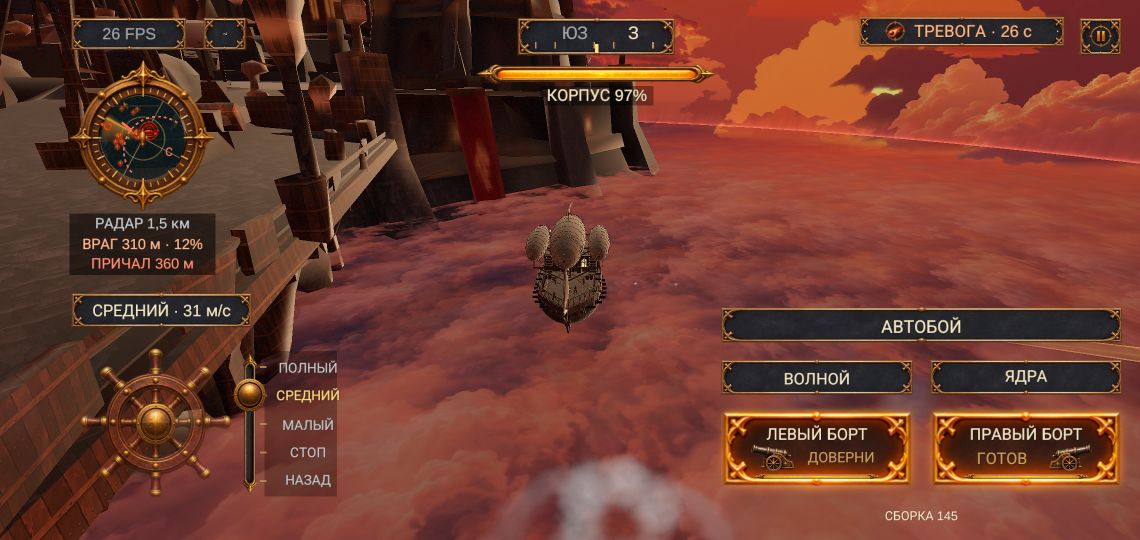 26 FPS
ЮЗ З
ТРЕВОГА · 26 с
КОРПУС 97%
С
РАДАР 1,5 км
ВРАГ 310 м · 12%
ПРИЧАЛ 360 м
СРЕДНИЙ · 31 м/с
ПОЛНЫЙ
СРЕДНИЙ
МАЛЫЙ
СТОП
НАЗАД
АВТОБОЙ
ВОЛНОЙ
ЯДРА
ЛЕВЫЙ БОРТ
ДОВЕРНИ
ПРАВЫЙ БОРТ
ГОТОВ
СБОРКА 145